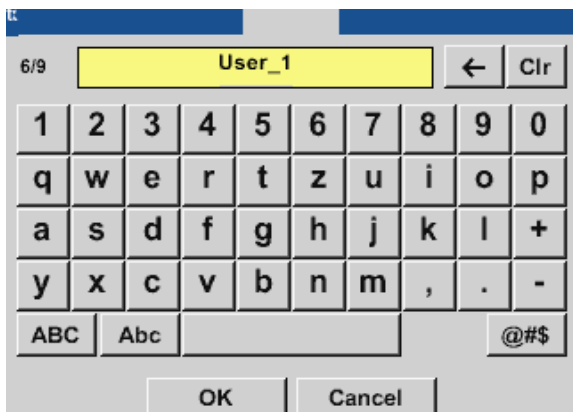 6/9 User_1 ← Clr
1 2 3 4 5 6 7 8 9 0
q w e r t z u i o p
a s d f g h j k l +
y x c v b n m , . -
ABC Abc @#$
OK Cancel